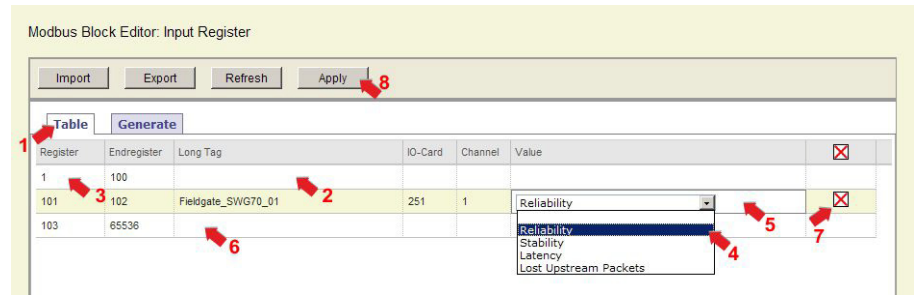 Modbus Block Editor: Input Register
Import Export Refresh Apply 8
1 Table Generate
Register Endregister Long Tag IO-Card Channel Value
1 100
3 2
101 102 Fieldgate_SWG70_01 251 1 Reliability
5 7
103 65536 6
Reliability 4
Stability
Latency
Lost Upstream Packets